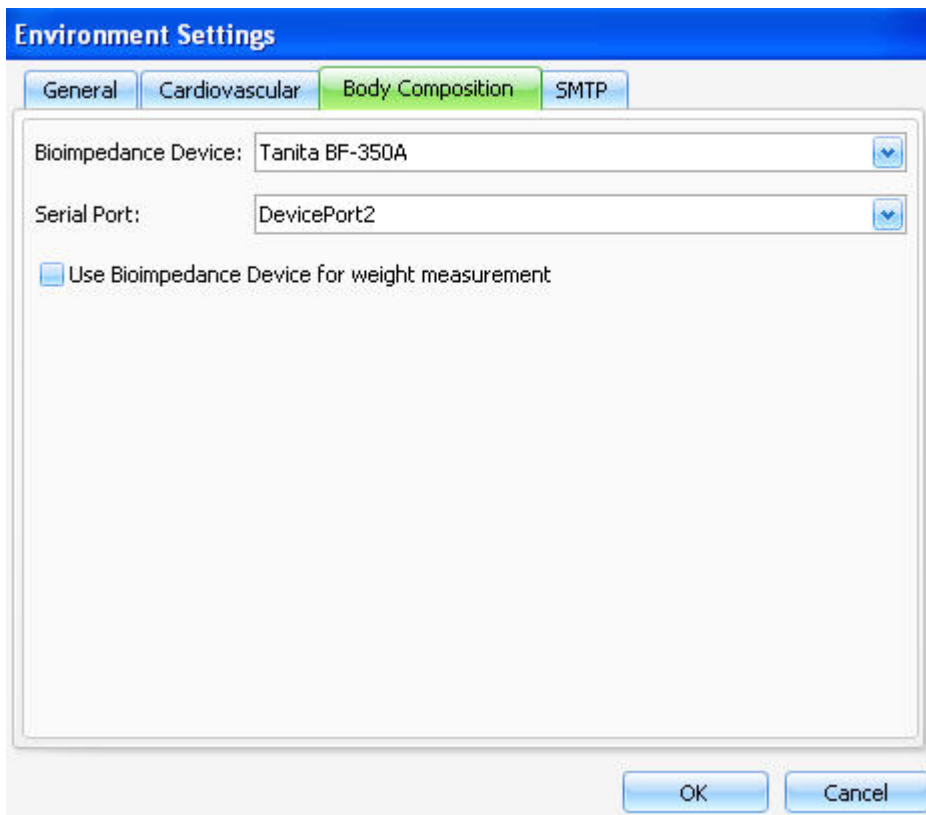 Environment Settings
General Cardiovascular Body Composition SMTP
Bioimpedance Device: Tanita BF-350A
Serial Port: DevicePort2
Use Bioimpedance Device for weight measurement
OK Cancel